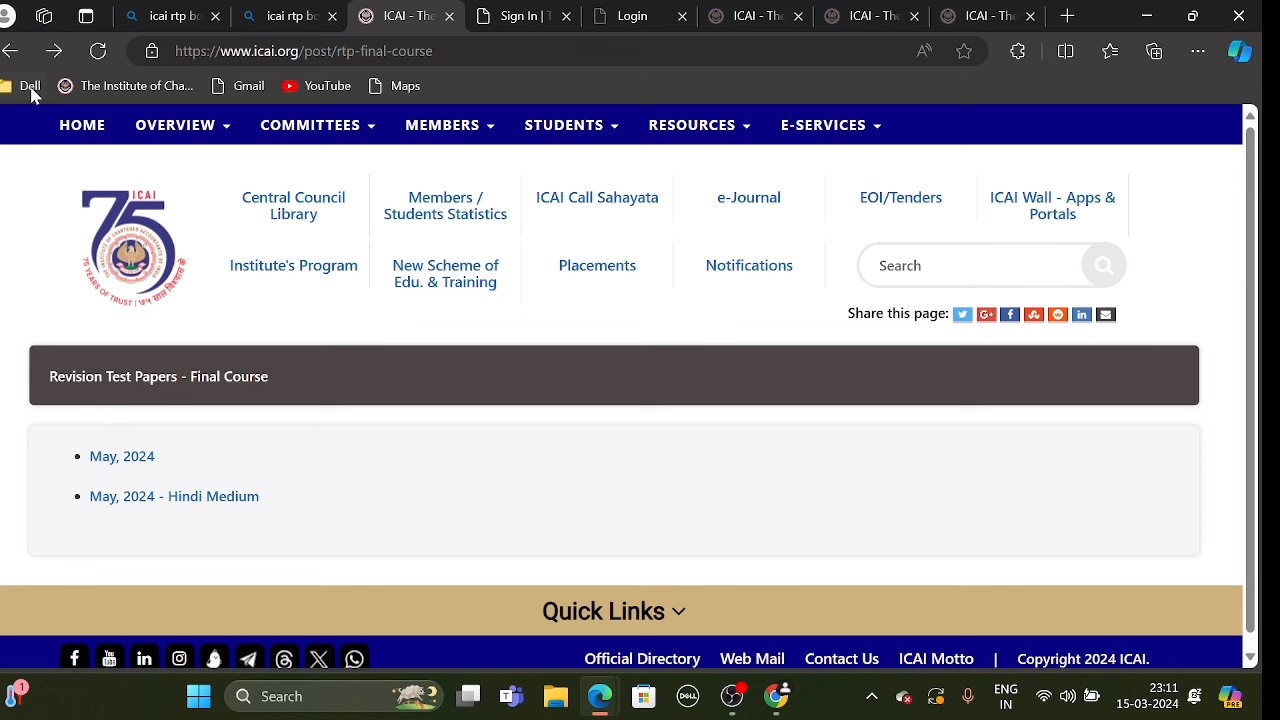 icai rtp bo
icai rtp bo
ICAI - The
Sign In | T
Login
ICAI - The
ICAI - The
ICAI - The
https://www.icai.org/post/rtp-final-course
Dell
The Institute of Cha...
Gmail
YouTube
Maps
HOME
OVERVIEW
COMMITTEES
MEMBERS
STUDENTS
RESOURCES
E-SERVICES
ICAI
75
Central Council
Library
Members /
Students Statistics
ICAI Call Sahayata
e-Journal
EOI/Tenders
ICAI Wall - Apps &
Portals
Institute's Program
New Scheme of
Edu. & Training
Placements
Notifications
Search
Share this page:
Revision Test Papers - Final Course
• May, 2024
• May, 2024 - Hindi Medium
Quick Links
Official Directory
Web Mail
Contact Us
ICAI Motto
|
Copyright 2024 ICAI.
1
Search
DELL
ENG
IN
23:11
15-03-2024
PRE